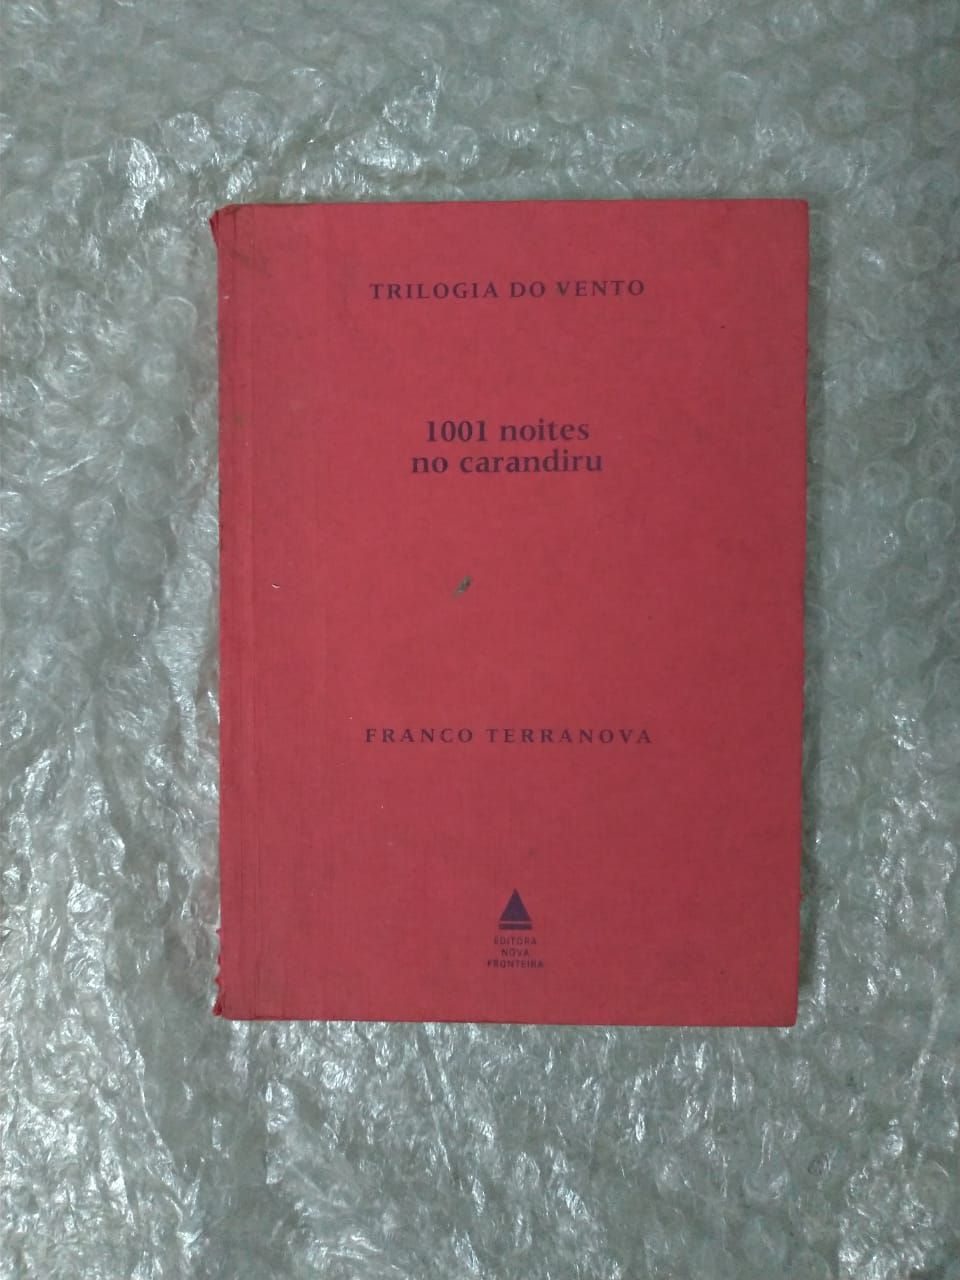 TRILOGIA DO VENTO
1001 noites
no carandiru
FRANCO TERRANOVA
EDITORA
NOVA
FRONTEIRA